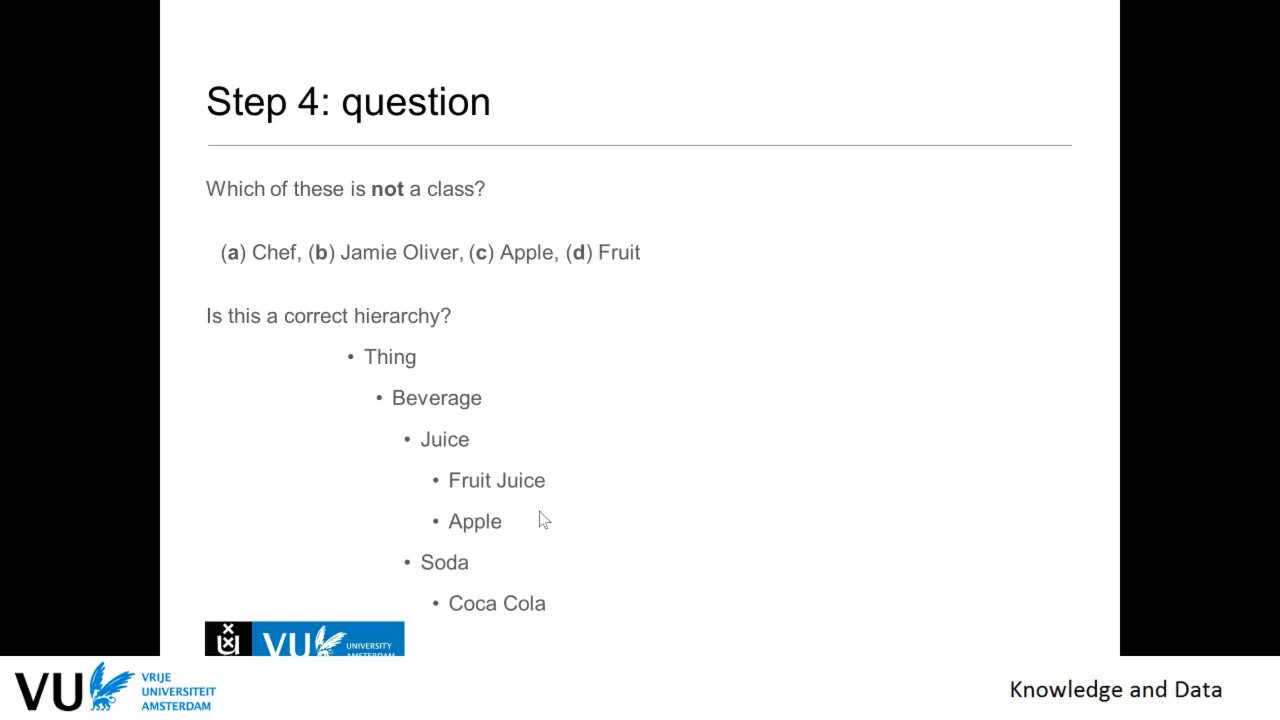 Step 4: question
Which of these is not a class?
(a) Chef, (b) Jamie Oliver, (c) Apple, (d) Fruit
Is this a correct hierarchy?
• Thing
• Beverage
• Juice
• Fruit Juice
• Apple
• Soda
• Coca Cola
VU UNIVERSITY
AMSTERDAM
VU VRIJE
UNIVERSITEIT
AMSTERDAM
Knowledge and Data